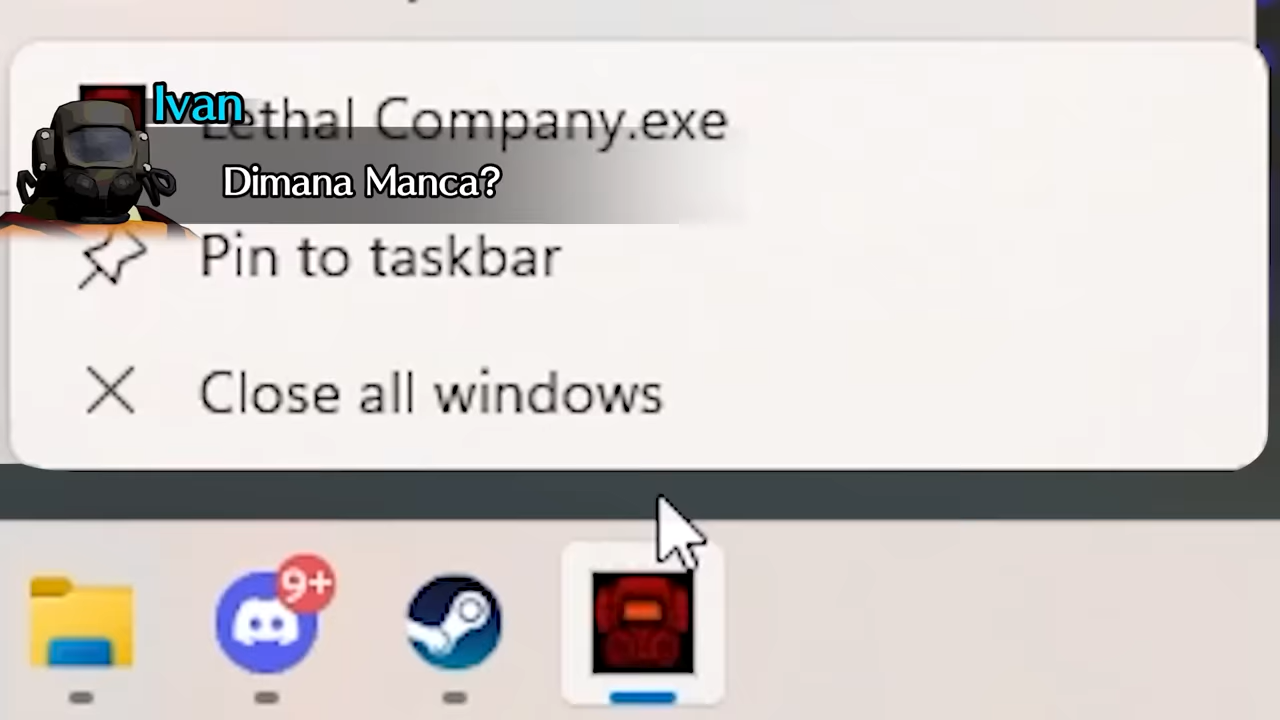 Ivan
Lethal Company.exe
Dimana Manca?
Pin to taskbar
Close all windows
9+